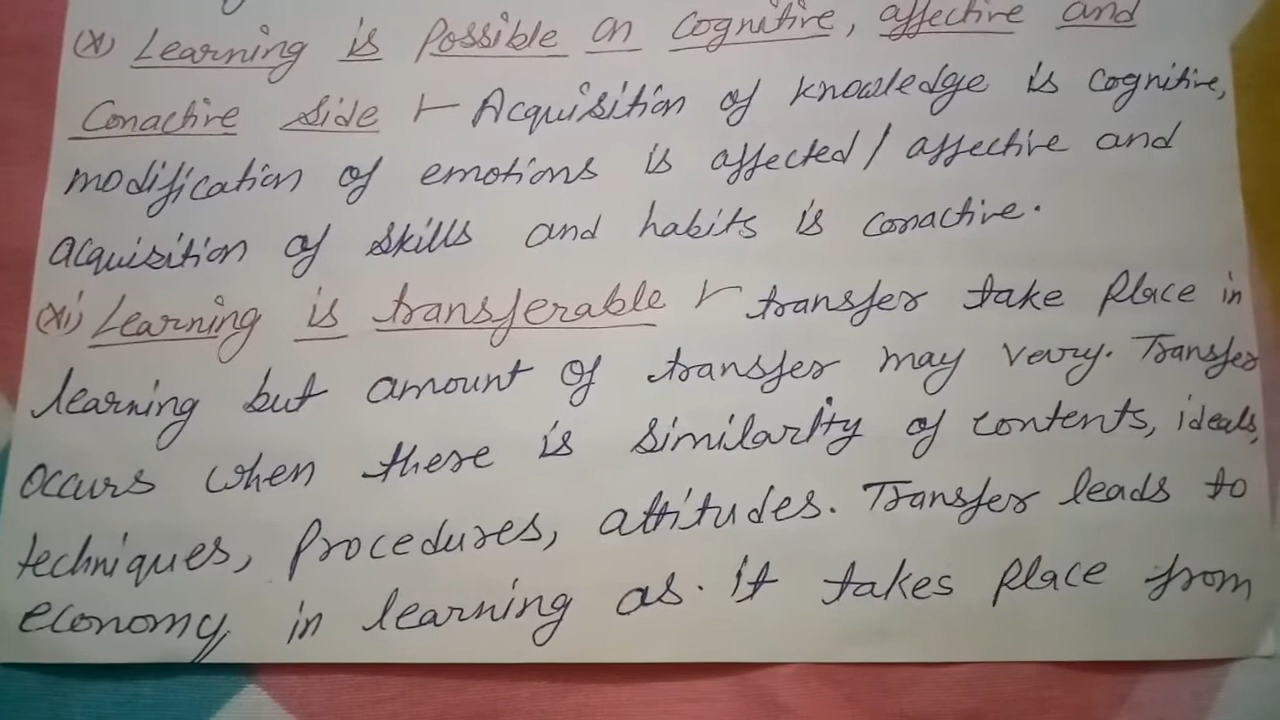 (x) Learning is Possible on Cognitive, affective and
Conactive Side :- Acquisition of knowledge is cognitive,
modification of emotions is affected / affective and
acquisition of skills and habits is conactive.
(xi) Learning is transferable :- transfer take place in
learning but amount of transfer may very. Transfer
occurs when there is similarity of contents, ideals,
techniques, Procedures, attitudes. Transfer leads to
economy in learning as. it takes place from